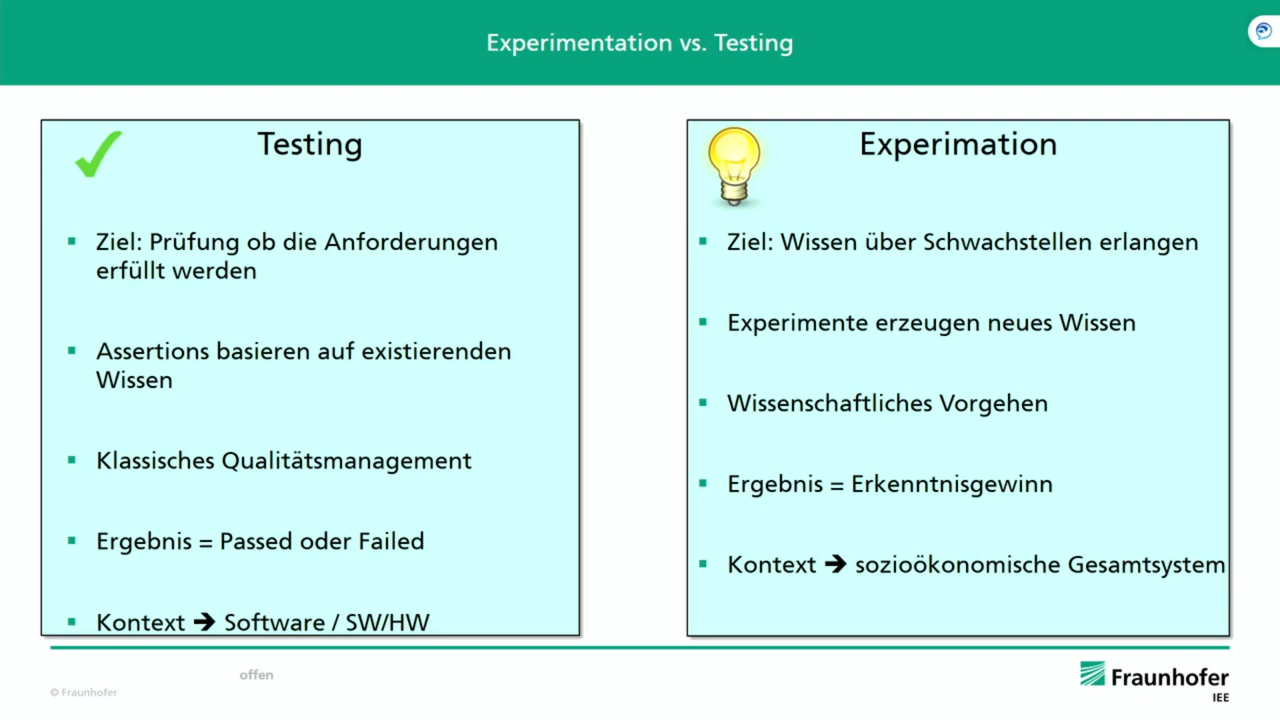 Experimentation vs. Testing
Testing
Ziel: Prüfung ob die Anforderungen
erfüllt werden
Assertions basieren auf existierenden
Wissen
Klassisches Qualitätsmanagement
Ergebnis = Passed oder Failed
Kontext ➔ Software / SW/HW
Experimation
Ziel: Wissen über Schwachstellen erlangen
Experimente erzeugen neues Wissen
Wissenschaftliches Vorgehen
Ergebnis = Erkenntnisgewinn
Kontext ➔ sozioökonomische Gesamtsystem
offen
© Fraunhofer
Fraunhofer
IEE